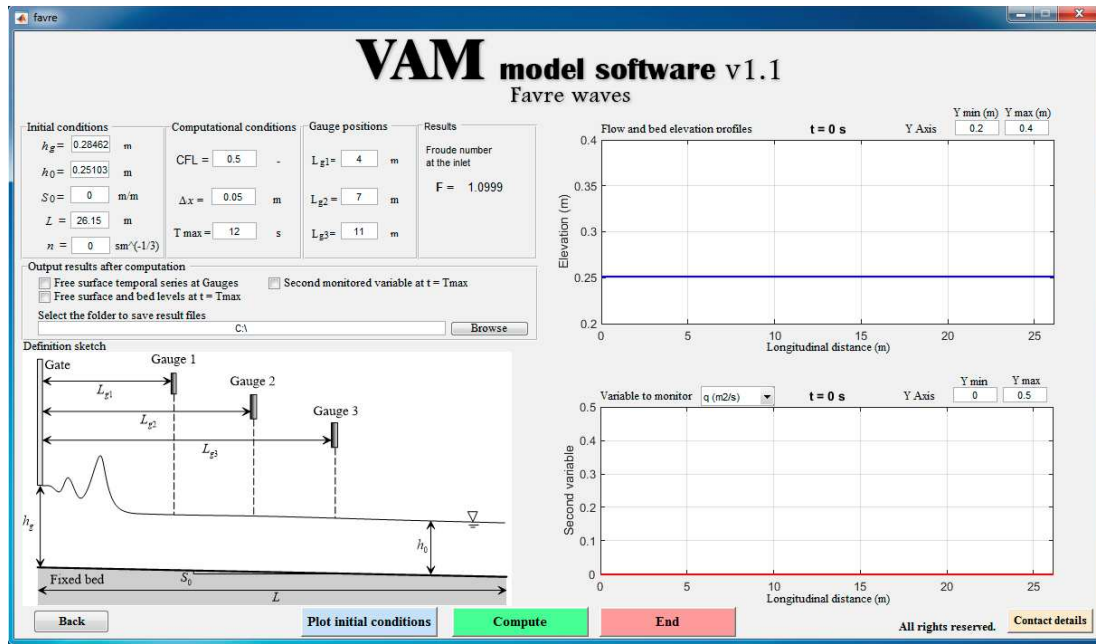 favre
VAM model software v1.1
Favre waves
Initial conditions
hg= 0.28462 m
h0= 0.25103 m
S0= 0 m/m
L = 26.15 m
n = 0 sm^(-1/3)
Computational conditions
CFL = 0.5 -
Δx = 0.05 m
T max = 12 s
Gauge positions
Lg1= 4 m
Lg2= 7 m
Lg3= 11 m
Results
Froude number
at the inlet
F = 1.0999
Output results after computation
Free surface temporal series at Gauges
Second monitored variable at t = Tmax
Free surface and bed levels at t = Tmax
Select the folder to save result files
C:\
Browse
Definition sketch
Gate
Gauge 1
Gauge 2
Gauge 3
Lg1
Lg2
Lg3
hg
h0
Fixed bed
S0
L
Flow and bed elevation profiles
t = 0 s
Y Axis
Y min (m) Y max (m)
0.2 0.4
0.4
0.35
0.3
0.25
0.2
Elevation (m)
0 5 10 15 20 25
Longitudinal distance (m)
Variable to monitor
q (m2/s)
t = 0 s
Y Axis
Y min Y max
0 0.5
0.5
0.4
0.3
0.2
0.1
0
Second variable
0 5 10 15 20 25
Longitudinal distance (m)
Back
Plot initial conditions
Compute
End
All rights reserved.
Contact details